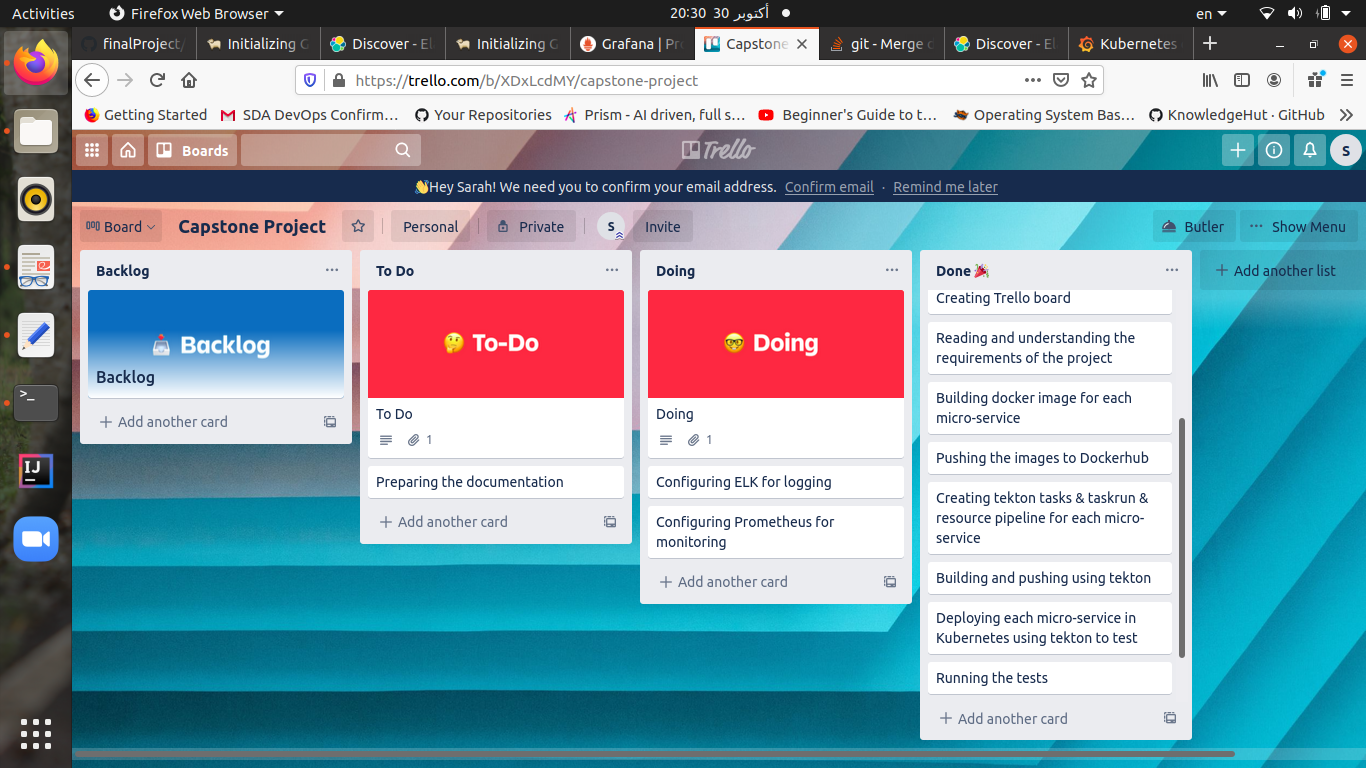 Activities Firefox Web Browser 20:30 30 أكتوبر en
finalProject/ Initializing G Discover - El Initializing G Grafana | Pro Capstone git - Merge o Discover - El Kubernetes
https://trello.com/b/XDxLcdMY/capstone-project
Getting Started SDA DevOps Confirm... Your Repositories Prism - AI driven, full s... Beginner's Guide to t... Operating System Bas... KnowledgeHut · GitHub
Boards Trello S
👋Hey Sarah! We need you to confirm your email address. Confirm email · Remind me later
Board Capstone Project Personal Private S Invite Butler ··· Show Menu
Backlog
📤 Backlog
Backlog
+ Add another card
To Do
🤔 To-Do
To Do
1
Preparing the documentation
+ Add another card
Doing
🤓 Doing
Doing
1
Configuring ELK for logging
Configuring Prometheus for
monitoring
+ Add another card
Done🎉
Creating Trello board
Reading and understanding the
requirements of the project
Building docker image for each
micro-service
Pushing the images to Dockerhub
Creating tekton tasks & taskrun &
resource pipeline for each micro-
service
Building and pushing using tekton
Deploying each micro-service in
Kubernetes using tekton to test
Running the tests
+ Add another card
+ Add another list
>_
IJ